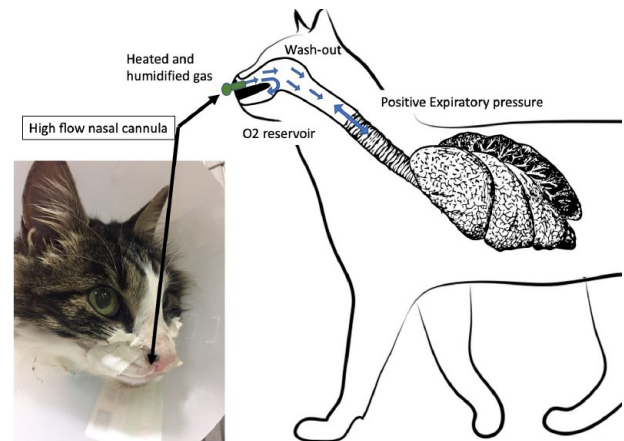 Wash-out
Heated and
humidified gas
Positive Expiratory pressure
High flow nasal cannula
O2 reservoir